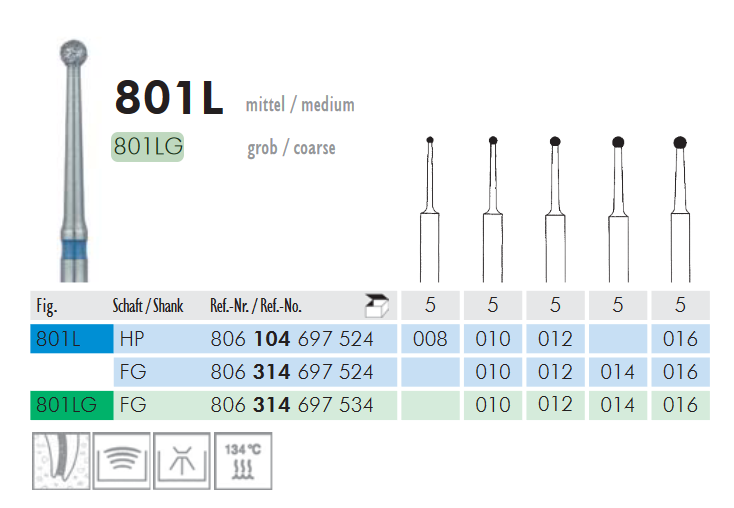 801L mittel / medium
801LG grob / coarse
Fig. Schaft / Shank Ref.-Nr. / Ref.-No. 5 5 5 5 5
801L HP 806 104 697 524 008 010 012 016
FG 806 314 697 524 010 012 014 016
801LG FG 806 314 697 534 010 012 014 016
134 °C